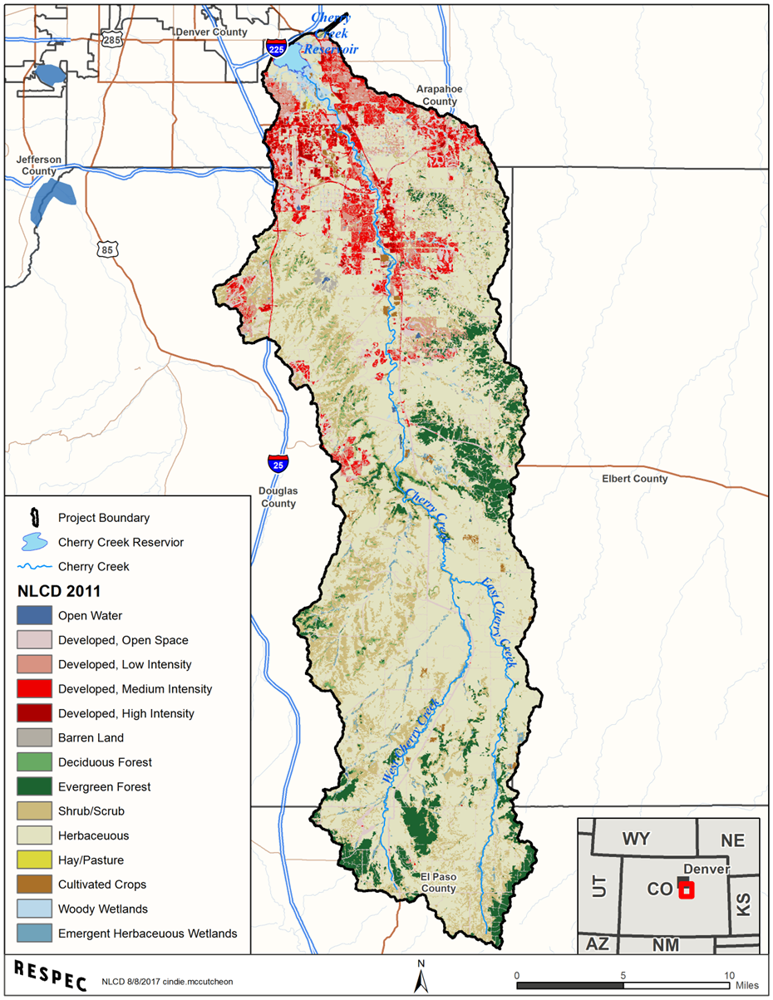 Cherry
Creek
Reservoir
Denver County
285
225
Arapahoe
County
Jefferson
County
85
25
Elbert County
Douglas
County
Cherry Creek
East Cherry Creek
West Cherry Creek
El Paso
County
Project Boundary
Cherry Creek Reservior
Cherry Creek
NLCD 2011
Open Water
Developed, Open Space
Developed, Low Intensity
Developed, Medium Intensity
Developed, High Intensity
Barren Land
Deciduous Forest
Evergreen Forest
Shrub/Scrub
Herbaceuous
Hay/Pasture
Cultivated Crops
Woody Wetlands
Emergent Herbaceuous Wetlands
WY
NE
Denver
UT
CO
KS
AZ
NM
RESPEC
NLCD 8/8/2017 cindie.mccutcheon
N
0 5 10
Miles